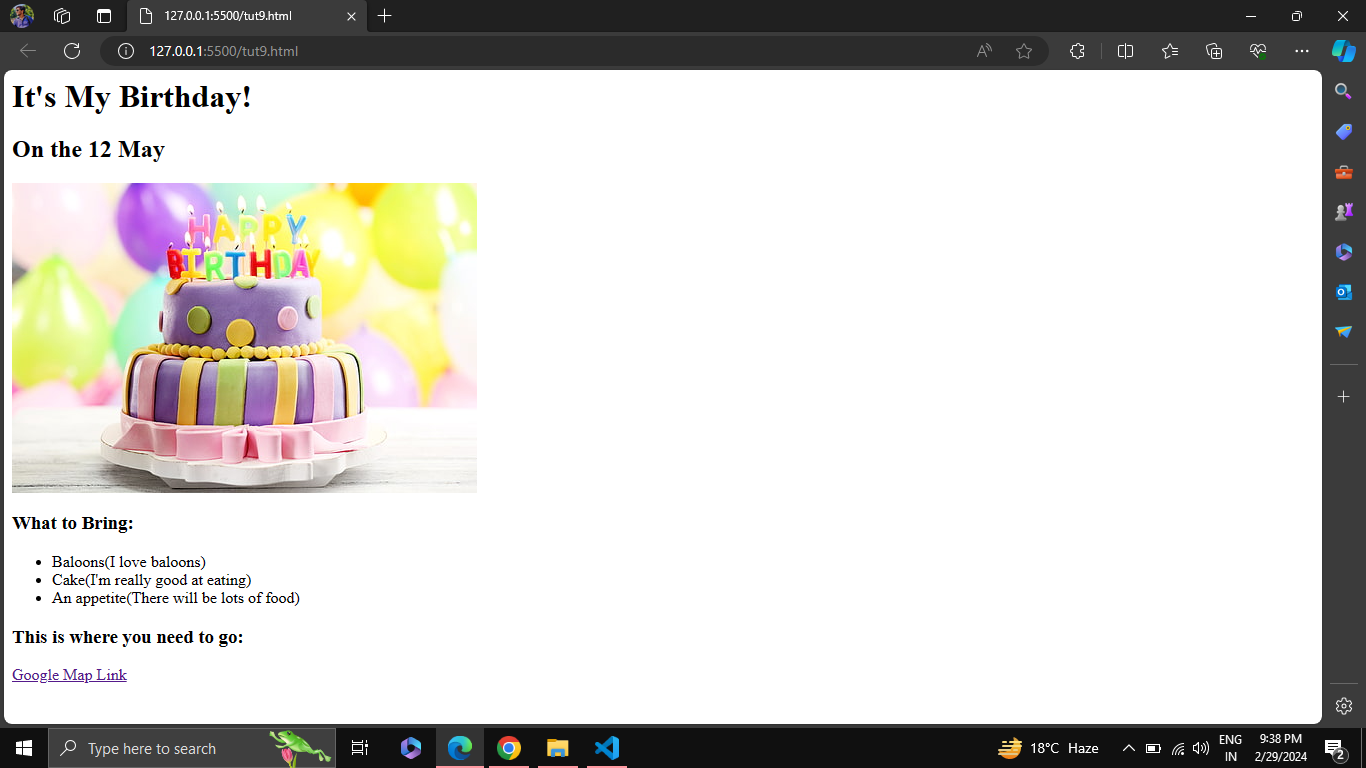 127.0.0.1:5500/tut9.html
127.0.0.1:5500/tut9.html
It's My Birthday!
On the 12 May
HAPPY
BIRTHDAY
What to Bring:
Baloons(I love baloons)
Cake(I'm really good at eating)
An appetite(There will be lots of food)
This is where you need to go:
Google Map Link
Type here to search
18°C Haze
ENG
IN
9:38 PM
2/29/2024
2